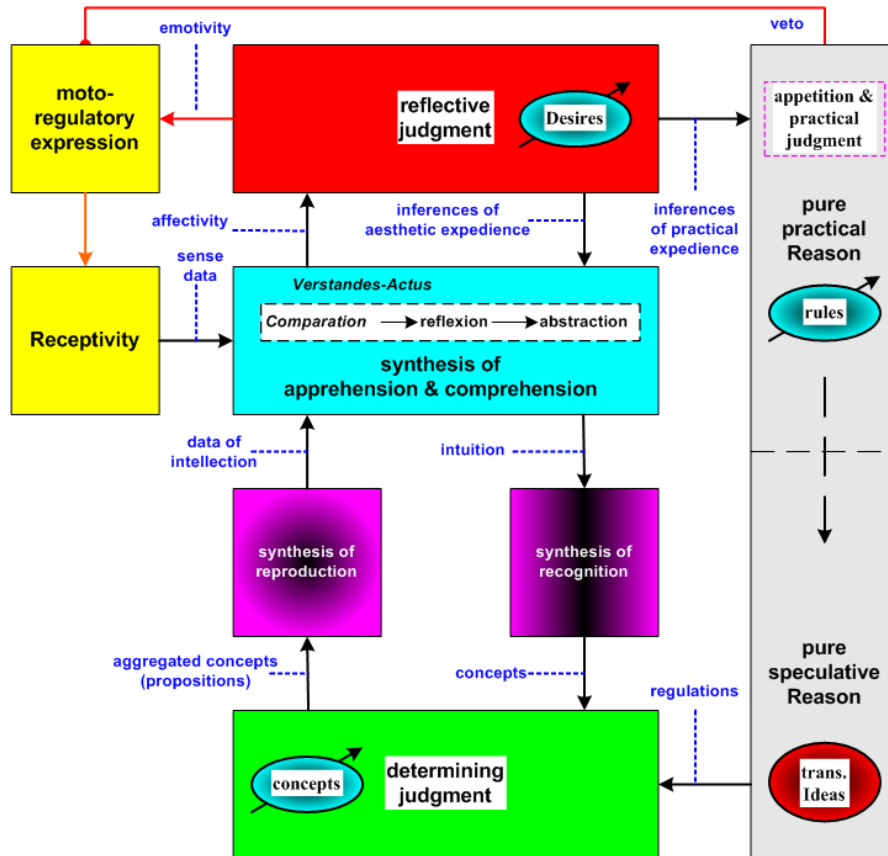 emotivity
veto
moto-
regulatory
expression
reflective
judgment
Desires
appetition &
practical
judgment
affectivity
inferences of
aesthetic expedience
inferences
of practical
expedience
pure
practical
Reason
sense
data
Verstandes-Actus
Comparation
reflexion
abstraction
rules
Receptivity
synthesis of
apprehension & comprehension
data of
intellection
intuition
synthesis of
reproduction
synthesis of
recognition
aggregated concepts
(propositions)
concepts
regulations
pure
speculative
Reason
concepts
determining
judgment
trans.
Ideas